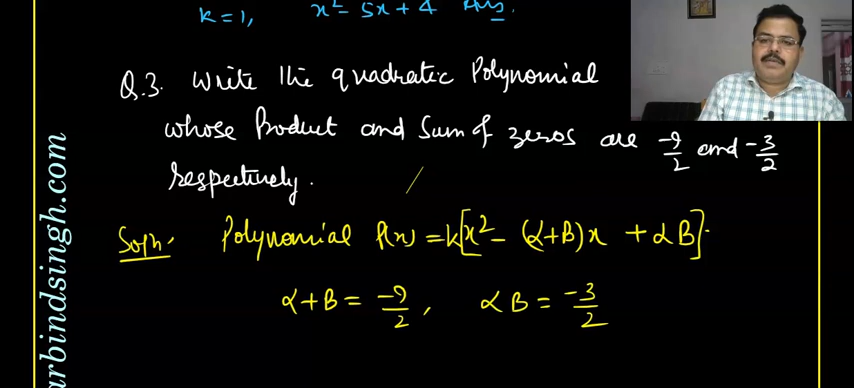 k=1, x²-5x+4 Ans.
Q.3. Write the quadratic Polynomial
whose Product and Sum of zeros are -9/2 and -3/2
respectively.
Soln. Polynomial P(x) = k[x² - (α+β)x + αβ].
α+β = -9/2, αβ = -3/2
arbindsingh.com